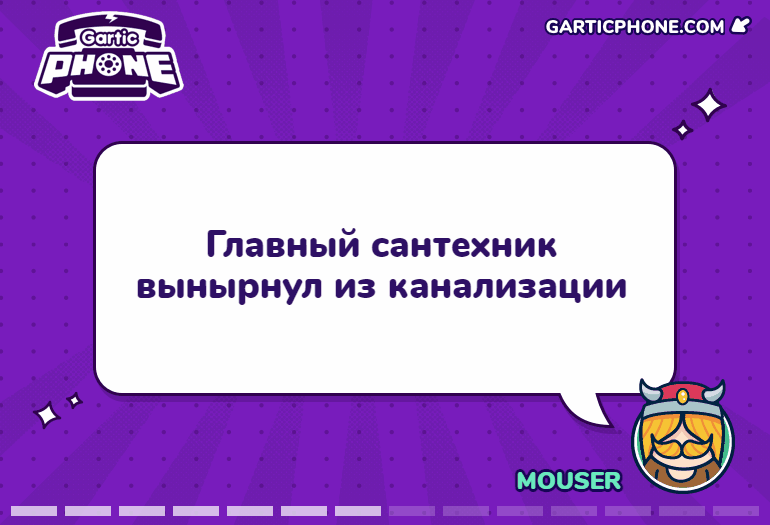 GARTICPHONE.COM
Gartic
PHONE
Главный сантехник
вынырнул из канализации
MOUSER